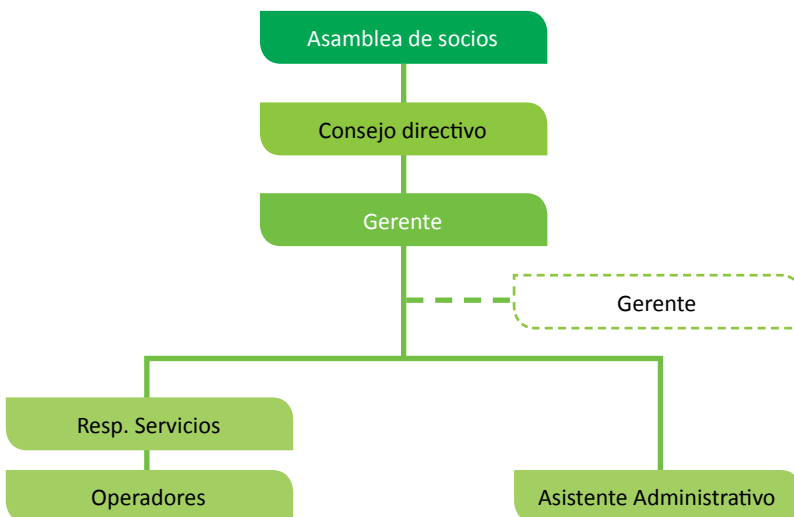 Asamblea de socios
Consejo directivo
Gerente
Gerente
Resp. Servicios
Operadores
Asistente Administrativo